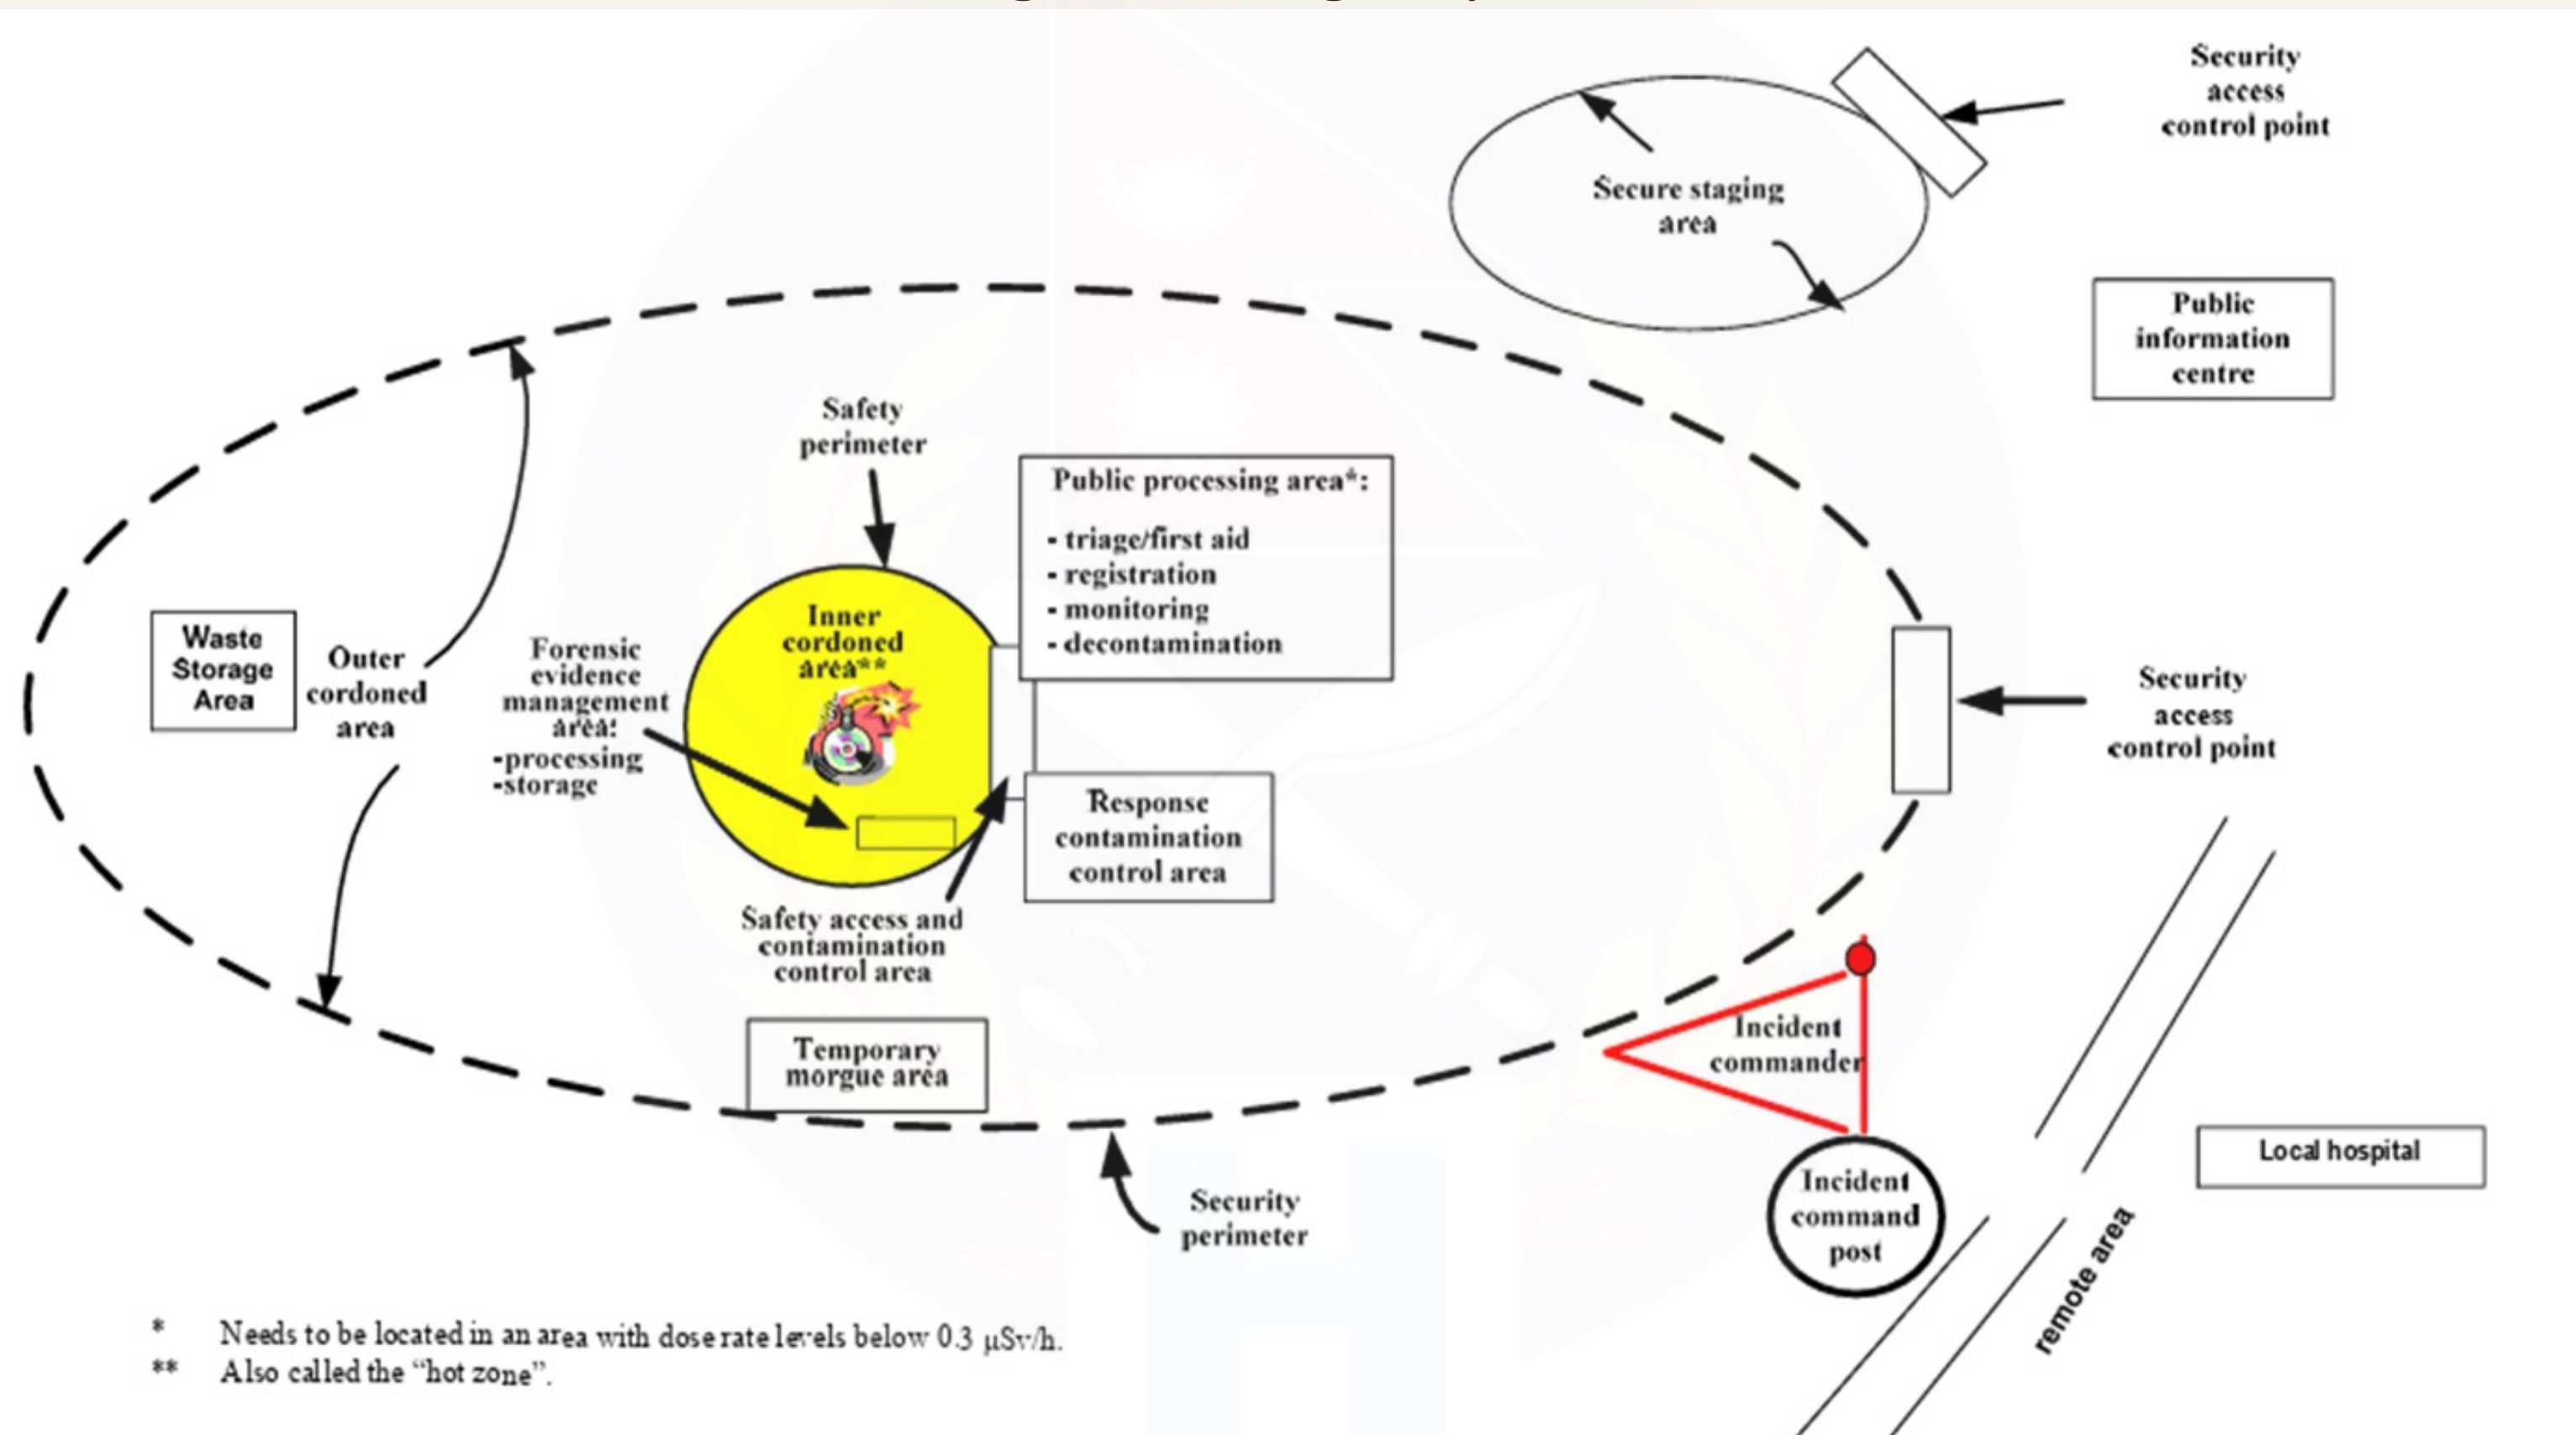 Security
access
control point
Secure staging
area
Public
information
centre
Safety
perimeter
Public processing area*:
- triage/first aid
- registration
- monitoring
- decontamination
Inner
cordoned
area**
Waste
Storage
Area
Outer
cordoned
area
Forensic
evidence
management
area:
-processing
-storage
Security
access
control point
Response
contamination
control area
Safety access and
contamination
control area
Temporary
morgue area
Incident
commander
Security
perimeter
Incident
command
post
Local hospital
remote area
* Needs to be located in an area with dose rate levels below 0.3 μSv/h.
** Also called the “hot zone”.